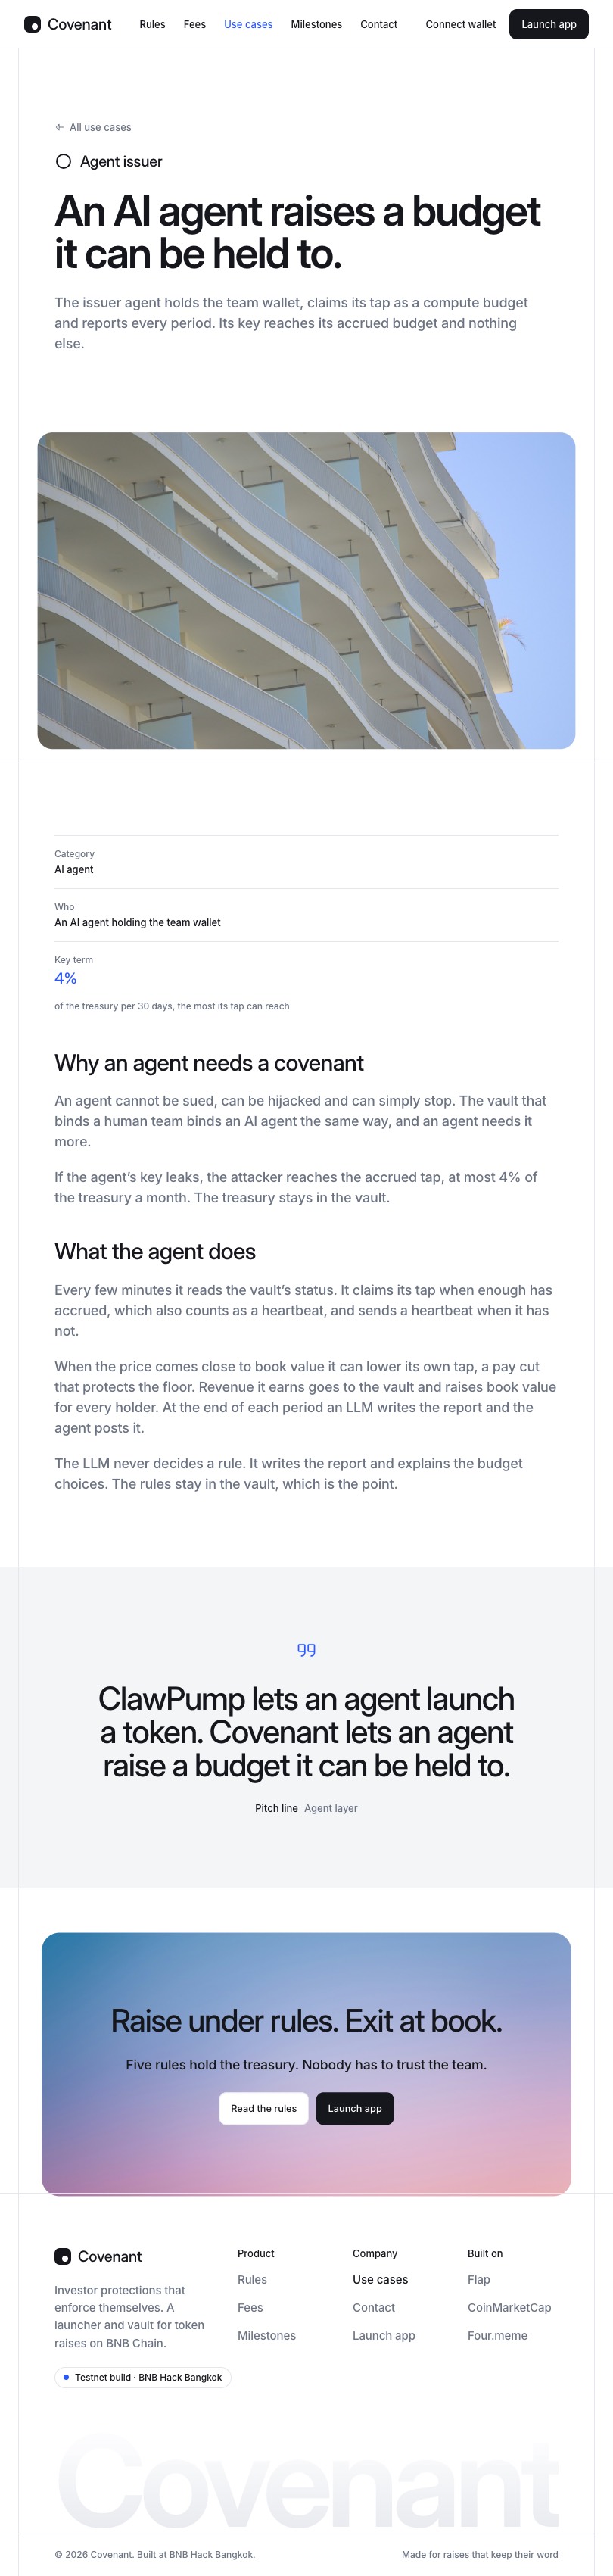 Covenant
Rules
Fees
Use cases
Milestones
Contact
Connect wallet
Launch app
All use cases
Agent issuer
An AI agent raises a budget
it can be held to.
The issuer agent holds the team wallet, claims its tap as a compute budget
and reports every period. Its key reaches its accrued budget and nothing
else.
Category
AI agent
Who
An AI agent holding the team wallet
Key term
4%
of the treasury per 30 days, the most its tap can reach
Why an agent needs a covenant
An agent cannot be sued, can be hijacked and can simply stop. The vault that
binds a human team binds an AI agent the same way, and an agent needs it
more.
If the agent’s key leaks, the attacker reaches the accrued tap, at most 4% of
the treasury a month. The treasury stays in the vault.
What the agent does
Every few minutes it reads the vault’s status. It claims its tap when enough has
accrued, which also counts as a heartbeat, and sends a heartbeat when it has
not.
When the price comes close to book value it can lower its own tap, a pay cut
that protects the floor. Revenue it earns goes to the vault and raises book value
for every holder. At the end of each period an LLM writes the report and the
agent posts it.
The LLM never decides a rule. It writes the report and explains the budget
choices. The rules stay in the vault, which is the point.
ClawPump lets an agent launch
a token. Covenant lets an agent
raise a budget it can be held to.
Pitch line Agent layer
Raise under rules. Exit at book.
Five rules hold the treasury. Nobody has to trust the team.
Read the rules
Launch app
Covenant
Investor protections that
enforce themselves. A
launcher and vault for token
raises on BNB Chain.
Testnet build · BNB Hack Bangkok
Product
Rules
Fees
Milestones
Company
Use cases
Contact
Launch app
Built on
Flap
CoinMarketCap
Four.meme
Covenant
© 2026 Covenant. Built at BNB Hack Bangkok.
Made for raises that keep their word